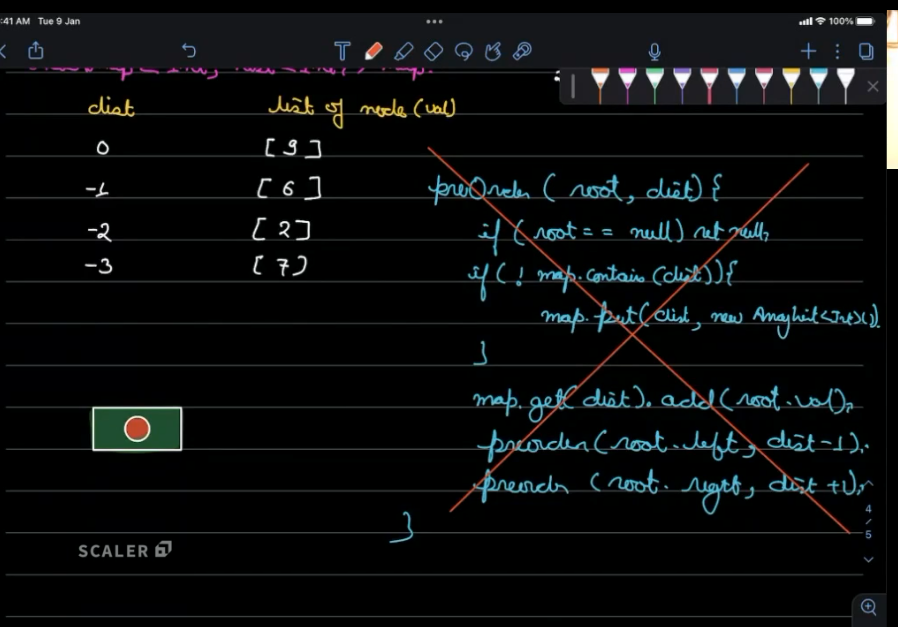 :41 AM Tue 9 Jan
100%
dist list of node (val)
0 [9]
-1 [6]
-2 [2]
-3 [7)
preOrder (root, dist) {
if (root == null) ret null;
if (! map.contain (dist)) {
map.put( dist, new Arraylist<Int>();
}
map.get( dist). add(root.val);
preorder(root.left, dist-1);
preorder (root. right, dist +1);
}
4
/
5
SCALER